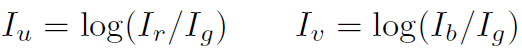 I_u = log(I_r/I_g)   I_v = log(I_b/I_g)